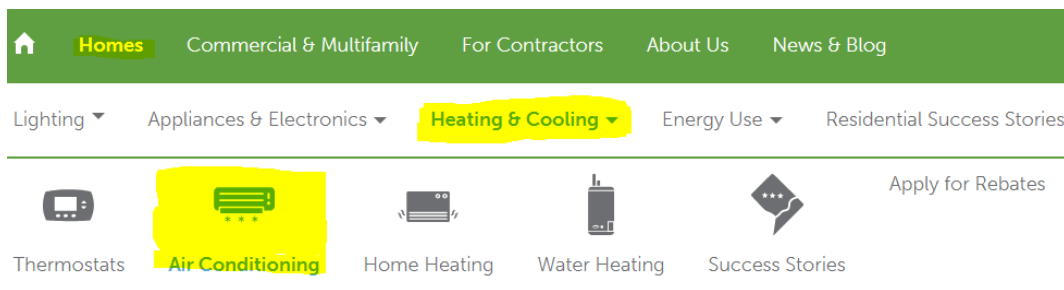 Homes Commercial & Multifamily For Contractors About Us News & Blog
Lighting Appliances & Electronics Heating & Cooling Energy Use Residential Success Stories
Apply for Rebates
Thermostats Air Conditioning Home Heating Water Heating Success Stories